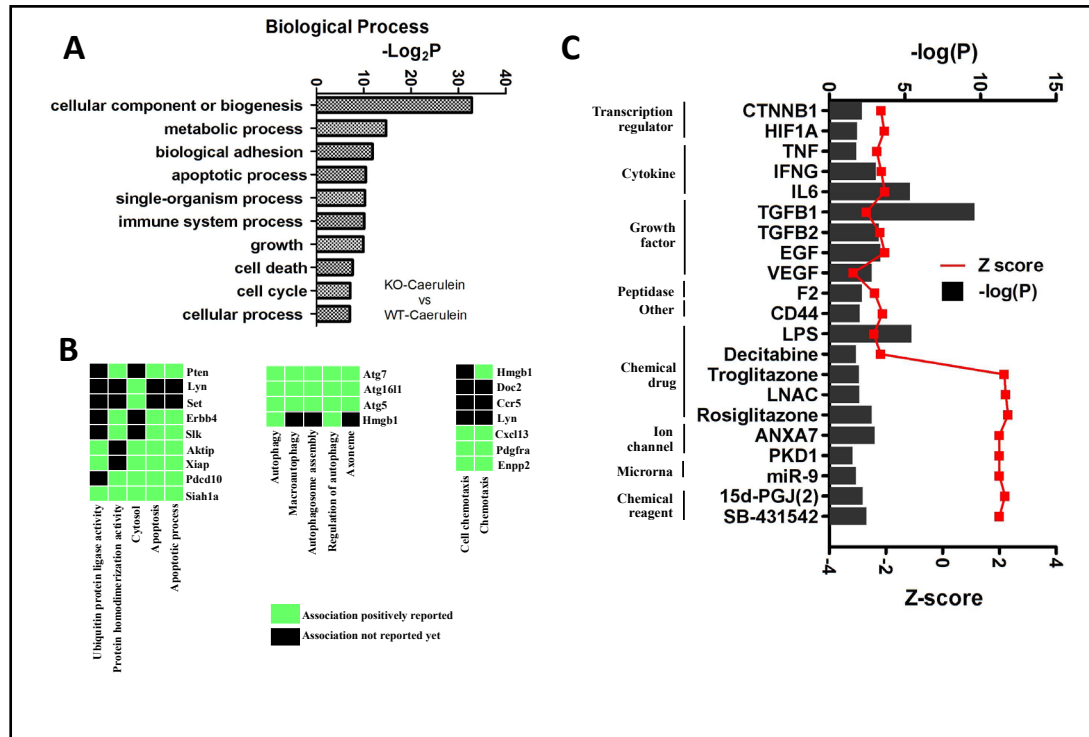 A
Biological Process
-Log2P
0 10 20 30 40
cellular component or biogenesis
metabolic process
biological adhesion
apoptotic process
single-organism process
immune system process
growth
cell death
cell cycle
cellular process
KO-Caerulein
vs
WT-Caerulein
B
Pten
Lyn
Set
Erbb4
Slk
Aktip
Xiap
Pdcd10
Siah1a
Ubiquitin protein ligase activity
Protein homodimerization activity
Cytosol
Apoptosis
Apoptotic process
Atg7
Atg16l1
Atg5
Hmgb1
Autophagy
Macroautophagy
Autophagosome assembly
Regulation of autophagy
Axoneme
Hmgb1
Doc2
Ccr5
Lyn
Cxcl13
Pdgfra
Enpp2
Cell chemotaxis
Chemotaxis
Association positively reported
Association not reported yet
C
-log(P)
0 5 10 15
Transcription
regulator
Cytokine
Growth
factor
Peptidase
Other
Chemical
drug
Ion
channel
Microrna
Chemical
reagent
CTNNB1
HIF1A
TNF
IFNG
IL6
TGFB1
TGFB2
EGF
VEGF
F2
CD44
LPS
Decitabine
Troglitazone
LNAC
Rosiglitazone
ANXA7
PKD1
miR-9
15d-PGJ(2)
SB-431542
Z score
-log(P)
-4 -2 0 2 4
Z-score